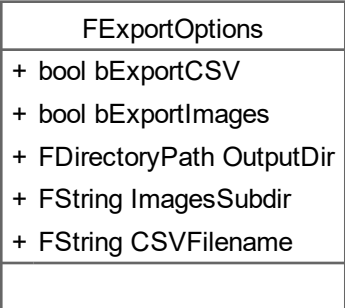 FExportOptions
+ bool bExportCSV
+ bool bExportImages
+ FDirectoryPath OutputDir
+ FString ImagesSubdir
+ FString CSVFilename